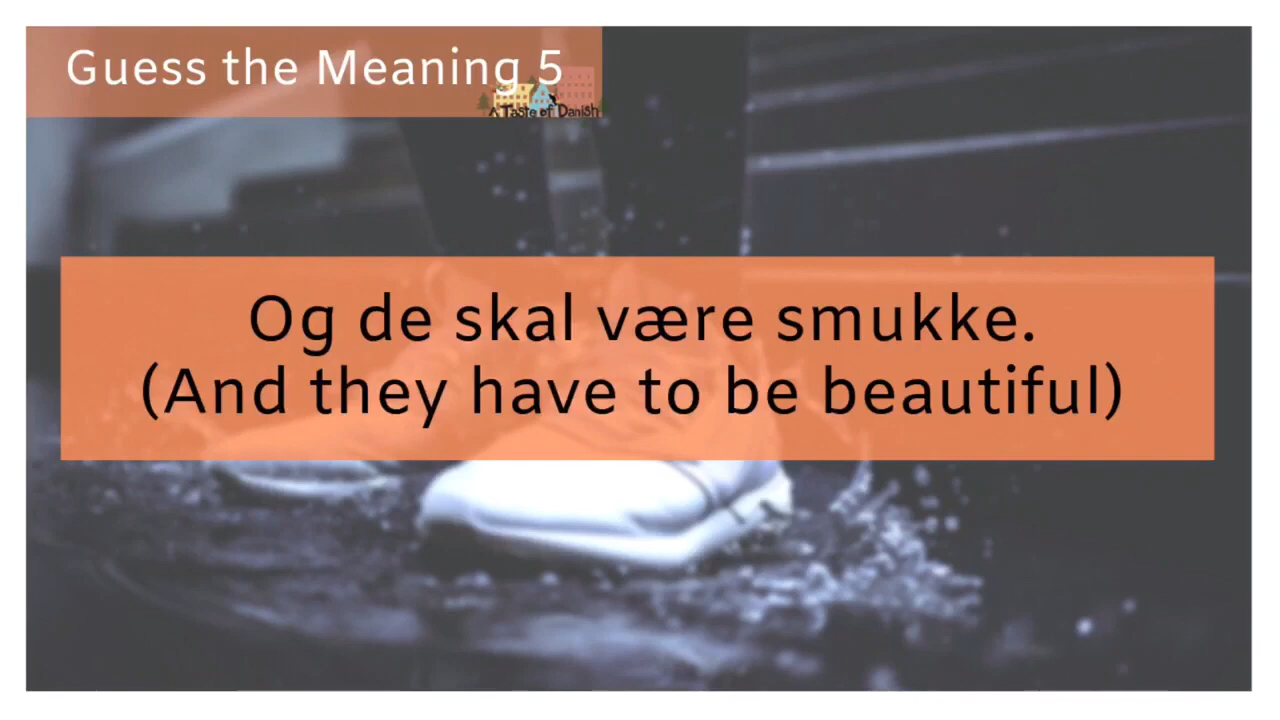 Guess the Meaning 5
A Taste of Danish
Og de skal være smukke.
(And they have to be beautiful)